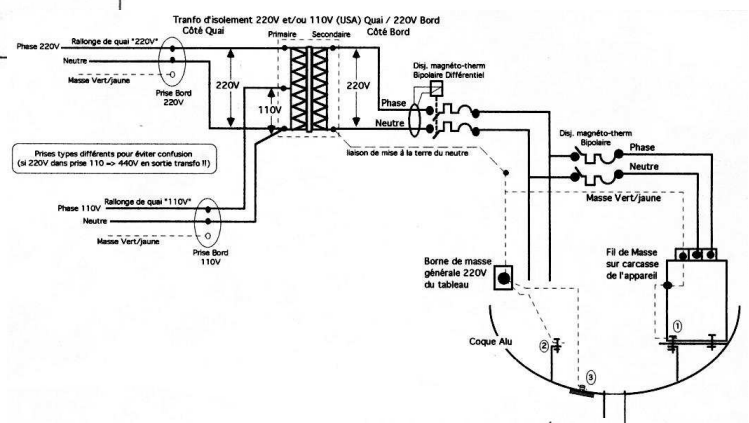 Tranfo d'isolement 220V et/ou 110V (USA) Quai / 220V Bord
Côté Quai
Primaire
Secondaire
Côté Bord
Phase 220V
Rallonge de quai "220V"
Neutre
Masse Vert/jaune
Prise Bord
220V
220V
110V
220V
Disj. magnéto-therm
Bipolaire Différentiel
Phase
Neutre
Disj. magnéto-therm
Bipolaire
Phase
Neutre
Masse Vert/jaune
liaison de mise à la terre du neutre
Prises types différents pour éviter confusion
(si 220V dans prise 110 => 440V en sortie transfo !!)
Rallonge de quai "110V"
Phase 110V
Neutre
Masse Vert/jaune
Prise Bord
110V
Borne de masse
générale 220V
du tableau
Fil de Masse
sur carcasse
de l'appareil
Coque Alu
1
2
3